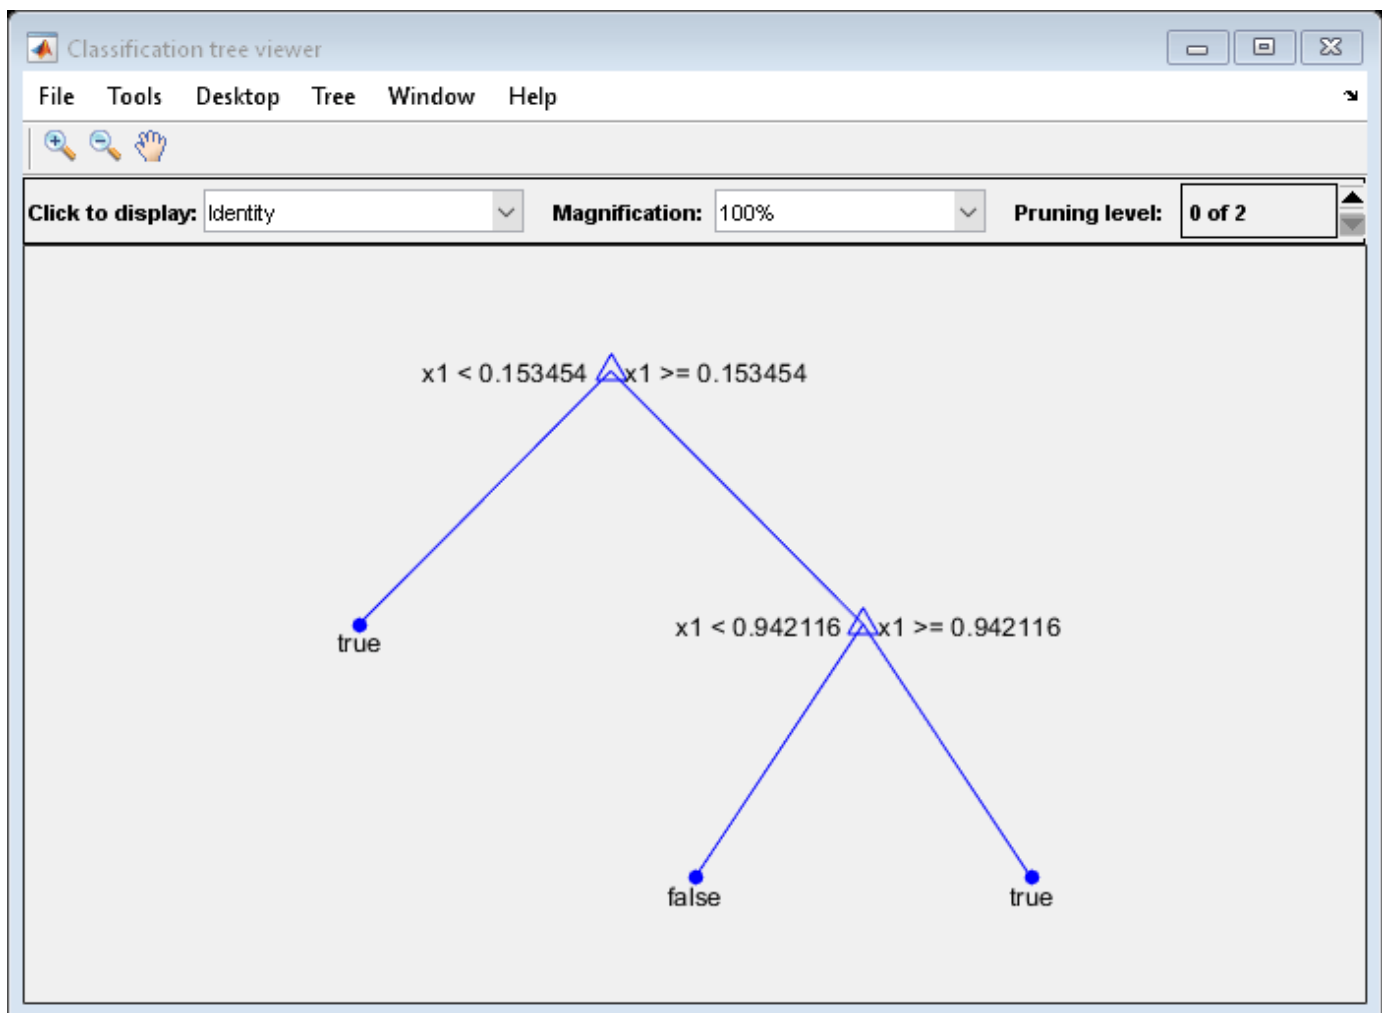 Classification tree viewer
File Tools Desktop Tree Window Help
Click to display: Identity Magnification: 100% Pruning level: 0 of 2
x1 < 0.153454 x1 >= 0.153454
true
x1 < 0.942116 x1 >= 0.942116
false
true